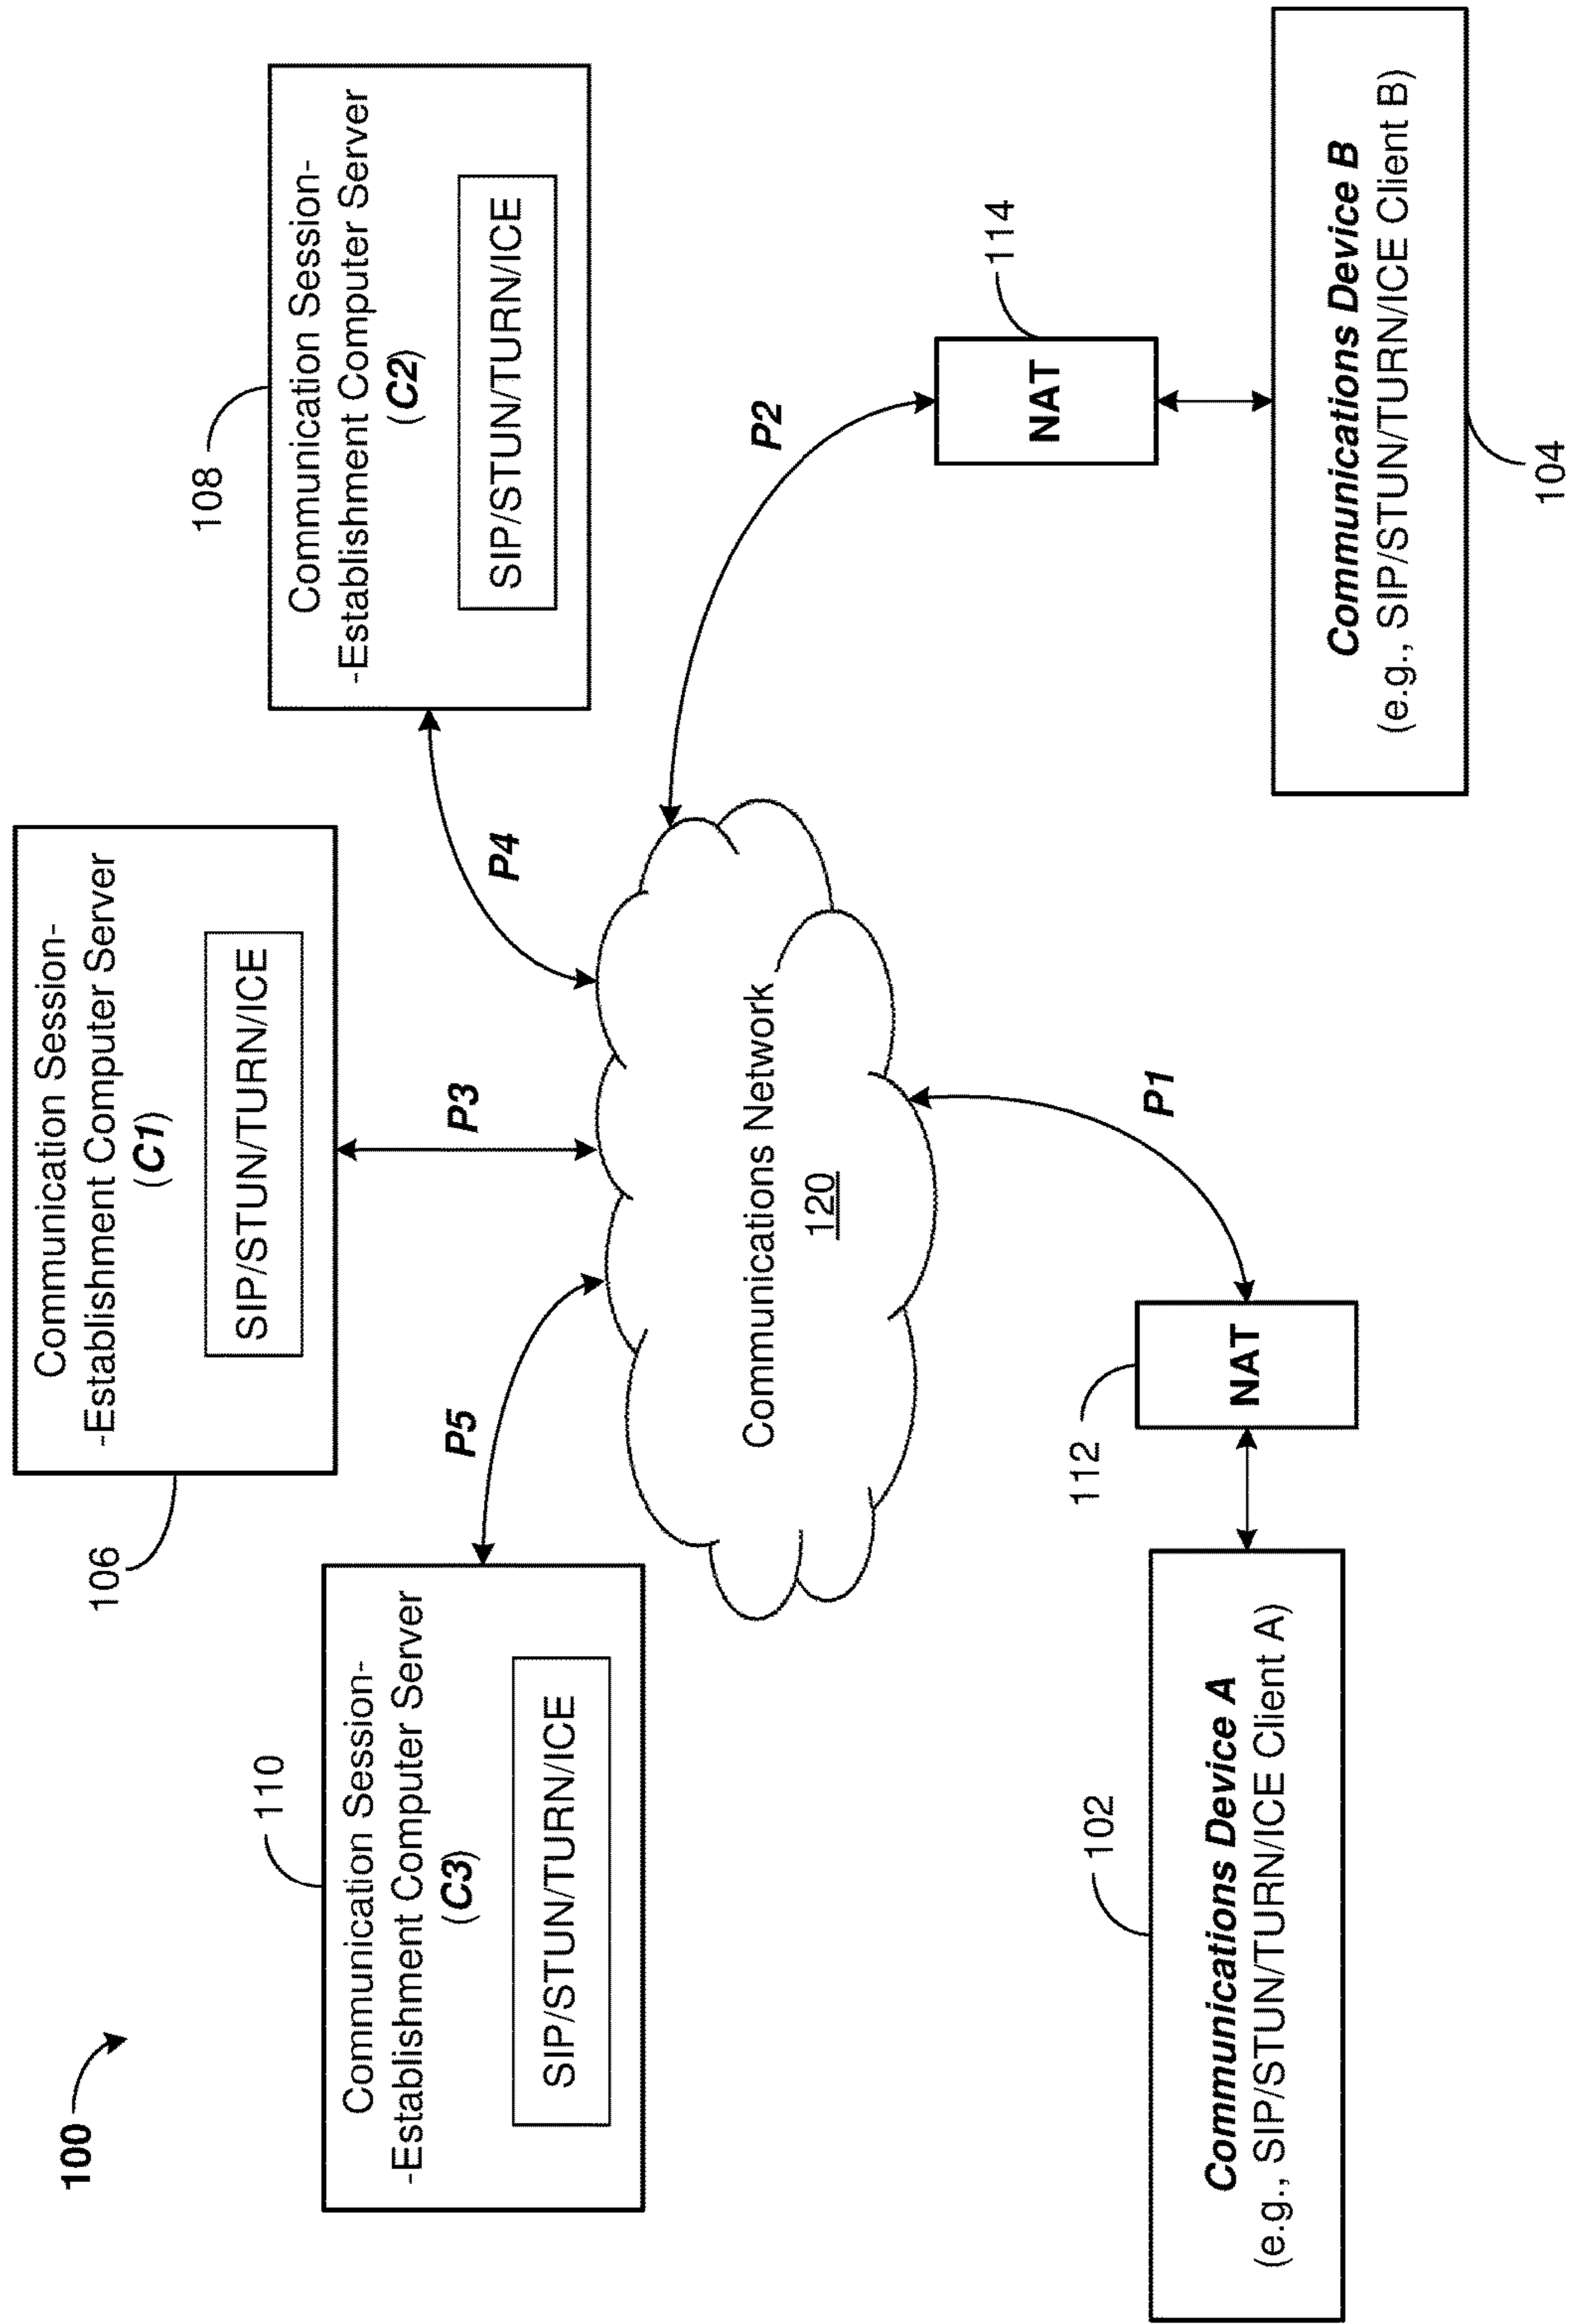 100
106
Communication Session-
-Establishment Computer Server
(C1)
SIP/STUN/TURN/ICE
110
Communication Session-
-Establishment Computer Server
(C3)
SIP/STUN/TURN/ICE
108
Communication Session-
-Establishment Computer Server
(C2)
SIP/STUN/TURN/ICE
P5
P3
P4
P2
Communications Network
120
114
NAT
P1
112
NAT
102
Communications Device A
(e.g., SIP/STUN/TURN/ICE Client A)
Communications Device B
(e.g., SIP/STUN/TURN/ICE Client B)
104